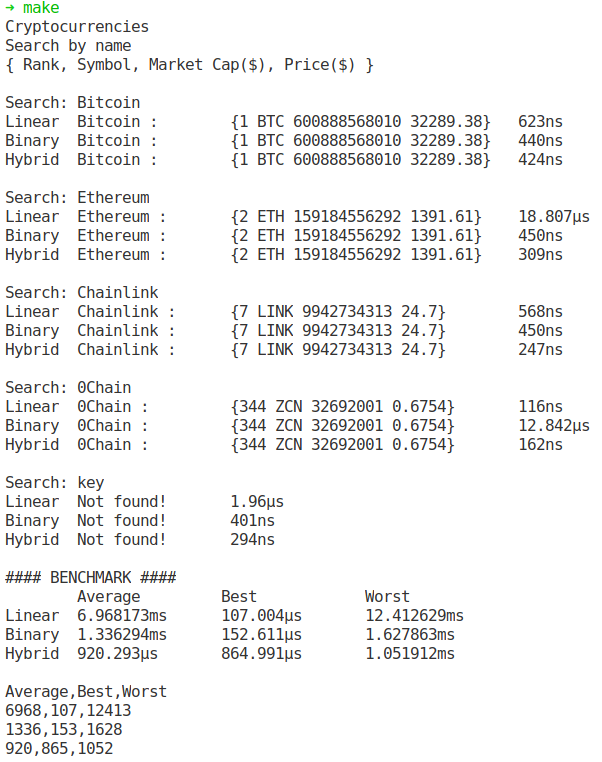 → make
Cryptocurrencies
Search by name
{ Rank, Symbol, Market Cap($), Price($) }

Search: Bitcoin
Linear  Bitcoin :        {1 BTC 600888568010 32289.38}   623ns
Binary  Bitcoin :        {1 BTC 600888568010 32289.38}   440ns
Hybrid  Bitcoin :        {1 BTC 600888568010 32289.38}   424ns

Search: Ethereum
Linear  Ethereum :       {2 ETH 159184556292 1391.61}    18.807µs
Binary  Ethereum :       {2 ETH 159184556292 1391.61}    450ns
Hybrid  Ethereum :       {2 ETH 159184556292 1391.61}    309ns

Search: Chainlink
Linear  Chainlink :      {7 LINK 9942734313 24.7}        568ns
Binary  Chainlink :      {7 LINK 9942734313 24.7}        450ns
Hybrid  Chainlink :      {7 LINK 9942734313 24.7}        247ns

Search: 0Chain
Linear  0Chain :         {344 ZCN 32692001 0.6754}       116ns
Binary  0Chain :         {344 ZCN 32692001 0.6754}       12.842µs
Hybrid  0Chain :         {344 ZCN 32692001 0.6754}       162ns

Search: key
Linear  Not found!       1.96µs
Binary  Not found!       401ns
Hybrid  Not found!       294ns

#### BENCHMARK ####
        Average         Best            Worst
Linear  6.968173ms      107.004µs       12.412629ms
Binary  1.336294ms      152.611µs       1.627863ms
Hybrid  920.293µs       864.991µs       1.051912ms

Average,Best,Worst
6968,107,12413
1336,153,1628
920,865,1052